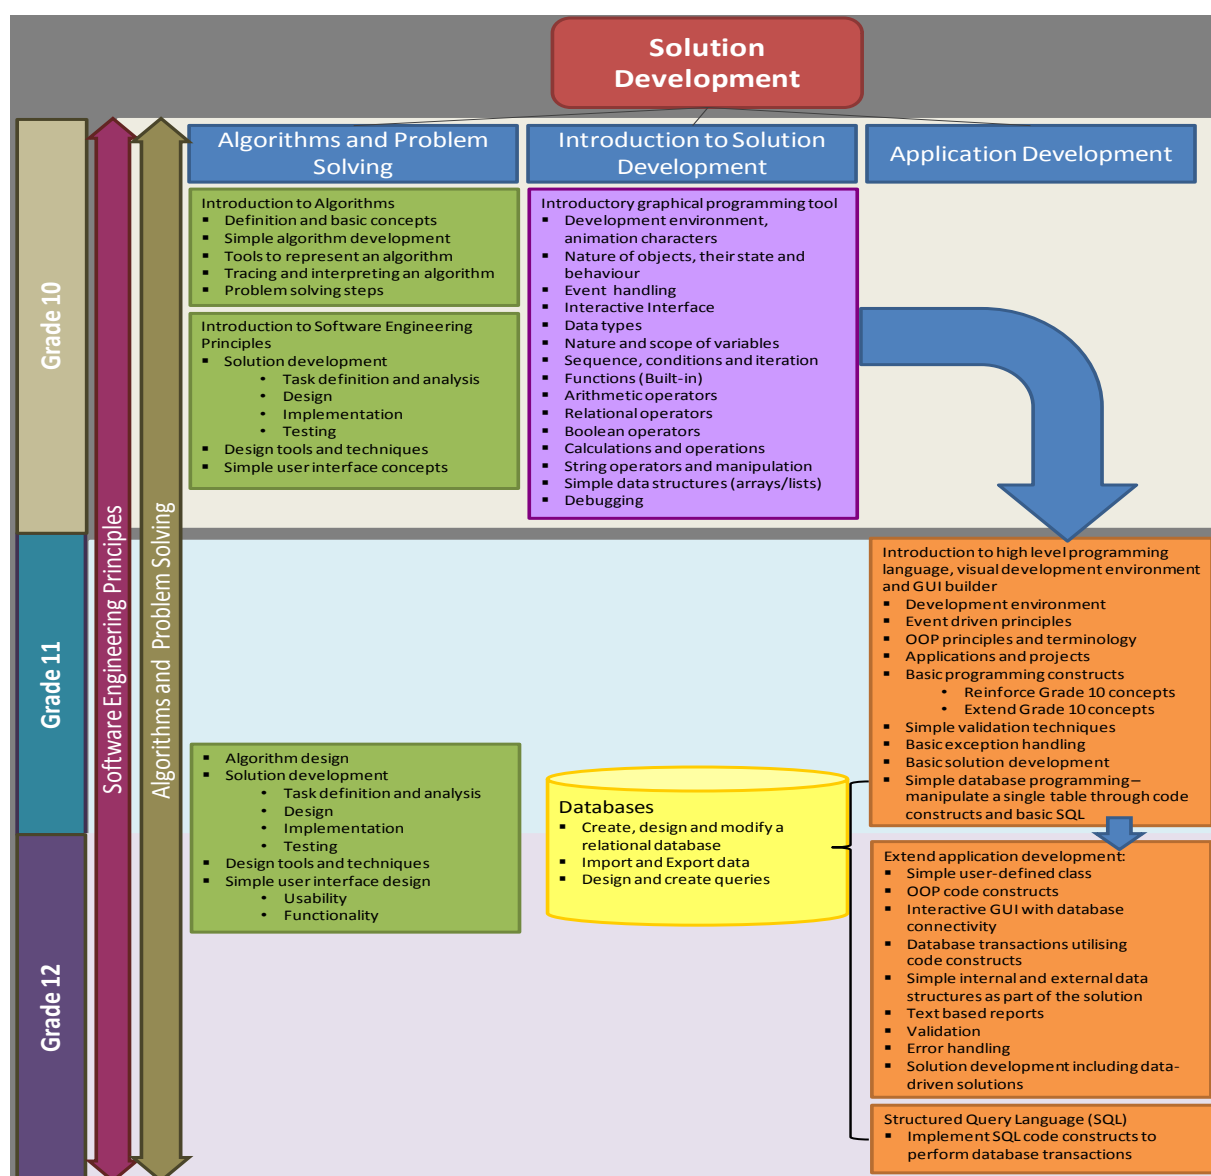 Solution
Development
Algorithms and Problem
Solving
Introduction to Solution
Development
Application Development
Grade 10
Grade 11
Grade 12
Software Engineering Principles
Algorithms and Problem Solving
Introduction to Algorithms
▪ Definition and basic concepts
▪ Simple algorithm development
▪ Tools to represent an algorithm
▪ Tracing and interpreting an algorithm
▪ Problem solving steps
Introduction to Software Engineering
Principles
▪ Solution development
• Task definition and analysis
• Design
• Implementation
• Testing
▪ Design tools and techniques
▪ Simple user interface concepts
Introductory graphical programming tool
▪ Development environment,
animation characters
▪ Nature of objects, their state and
behaviour
▪ Event handling
▪ Interactive Interface
▪ Data types
▪ Nature and scope of variables
▪ Sequence, conditions and iteration
▪ Functions (Built-in)
▪ Arithmetic operators
▪ Relational operators
▪ Boolean operators
▪ Calculations and operations
▪ String operators and manipulation
▪ Simple data structures (arrays/lists)
▪ Debugging
Introduction to high level programming
language, visual development environment
and GUI builder
▪ Development environment
▪ Event driven principles
▪ OOP principles and terminology
▪ Applications and projects
▪ Basic programming constructs
• Reinforce Grade 10 concepts
• Extend Grade 10 concepts
▪ Simple validation techniques
▪ Basic exception handling
▪ Basic solution development
▪ Simple database programming –
manipulate a single table through code
constructs and basic SQL
▪ Algorithm design
▪ Solution development
• Task definition and analysis
• Design
• Implementation
• Testing
▪ Design tools and techniques
▪ Simple user interface design
• Usability
• Functionality
Databases
▪ Create, design and modify a
relational database
▪ Import and Export data
▪ Design and create queries
Extend application development:
▪ Simple user-defined class
▪ OOP code constructs
▪ Interactive GUI with database
connectivity
▪ Database transactions utilising
code constructs
▪ Simple internal and external data
structures as part of the solution
▪ Text based reports
▪ Validation
▪ Error handling
▪ Solution development including data-
driven solutions
Structured Query Language (SQL)
▪ Implement SQL code constructs to
perform database transactions